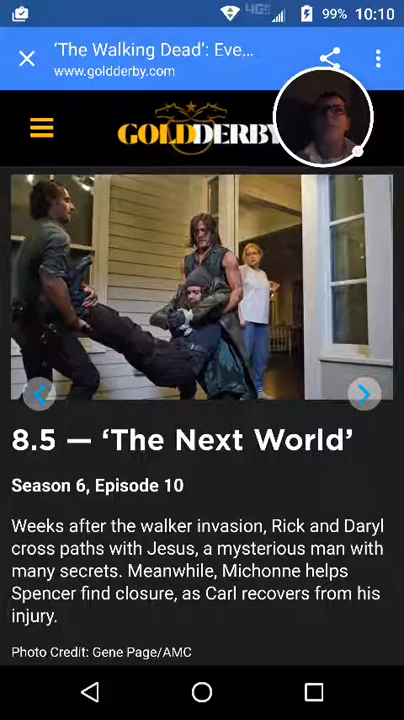 4G
99% 10:10
‘The Walking Dead’: Eve...
www.goldderby.com
GOLDDERBY
8.5 — ‘The Next World’
Season 6, Episode 10
Weeks after the walker invasion, Rick and Daryl
cross paths with Jesus, a mysterious man with
many secrets. Meanwhile, Michonne helps
Spencer find closure, as Carl recovers from his
injury.
Photo Credit: Gene Page/AMC